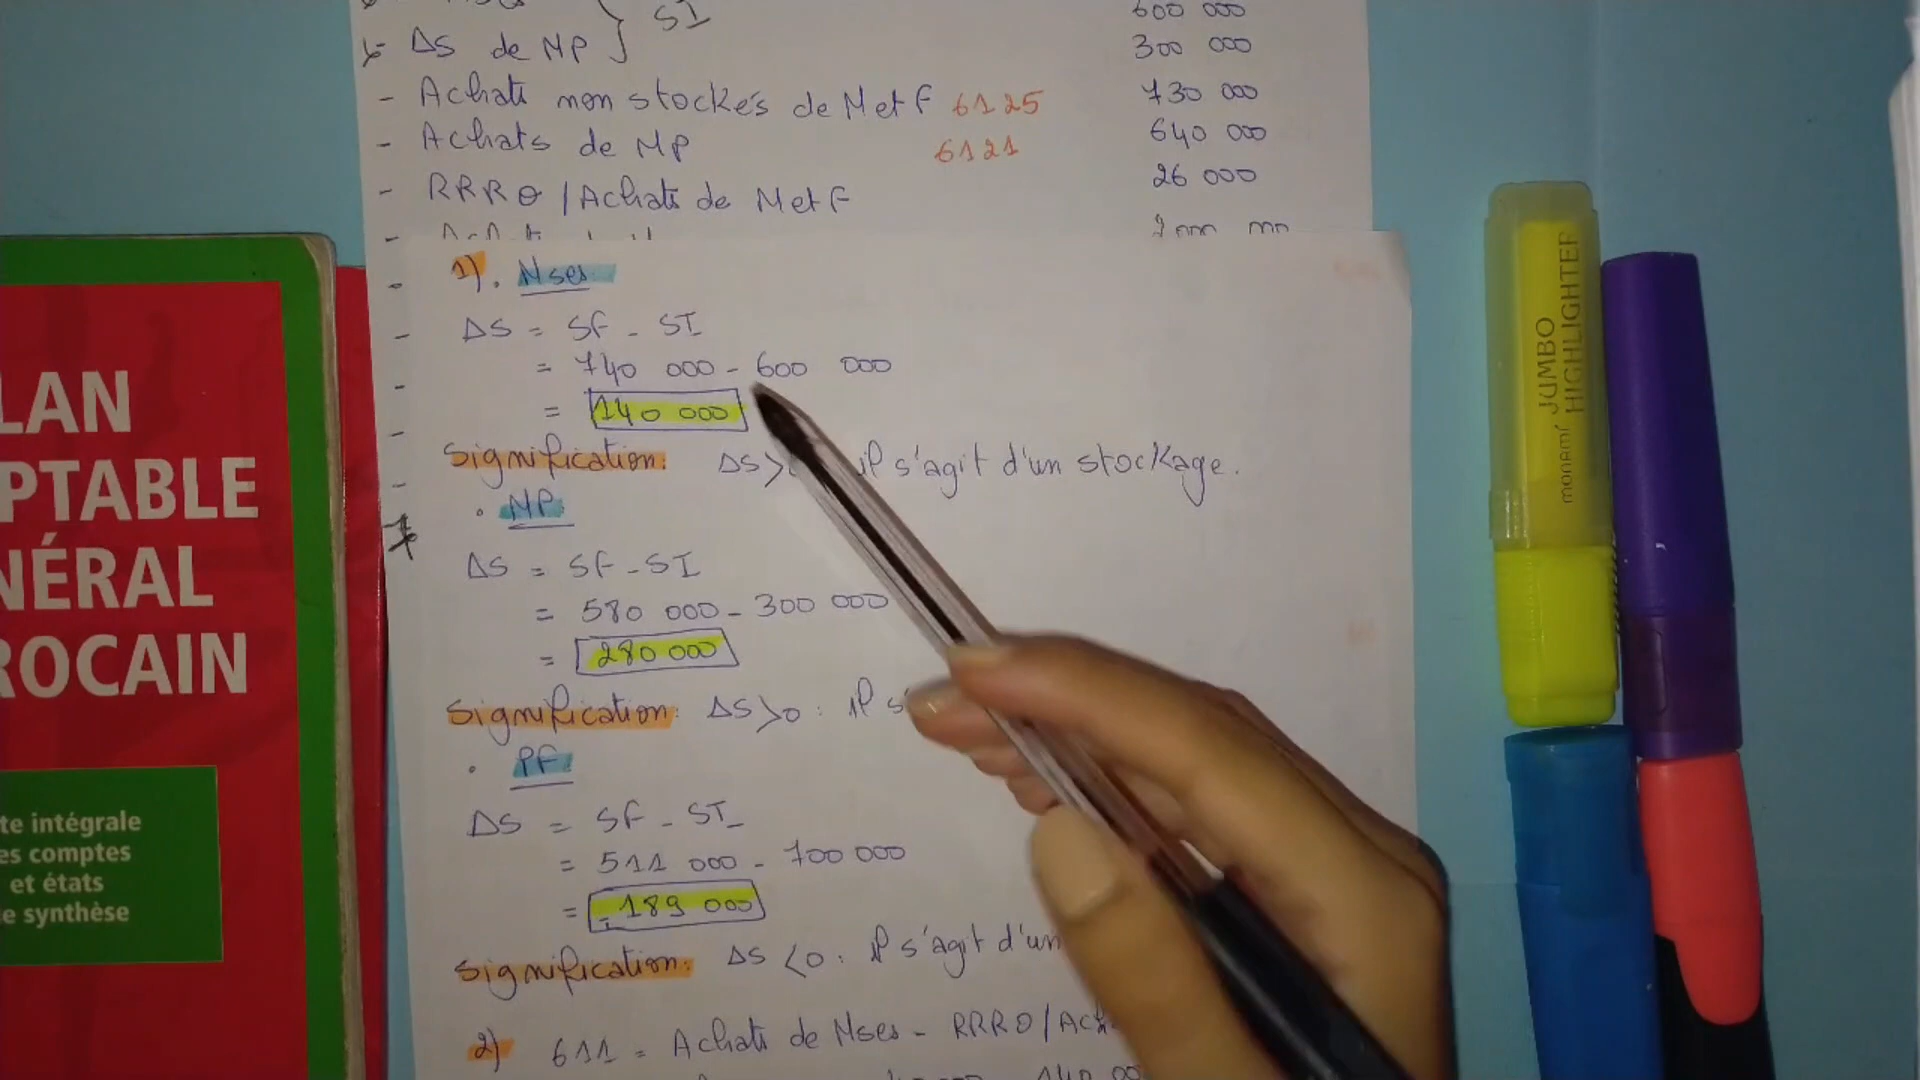 SI
ΔS de MP
600 000
300 000
- Achats non stockés de M et F 6125 730 000
- Achats de MP 6121 640 000
- RRRO / Achats de M et F 26 000
1). Mses
ΔS = SF - SI
= 740 000 - 600 000
= 140 000
Signification: ΔS > il s'agit d'un stockage.
. MP
ΔS = SF - SI
= 580 000 - 300 000
= 280 000
Signification: ΔS > 0 : il s'
. PF
ΔS = SF - SI
= 511 000 - 700 000
= - 189 000
Signification: ΔS < 0 : il s'agit d'un
2) 611 = Achats de Mses - RRRO / Ach
LAN
PTABLE
NÉRAL
ROCAIN
te intégrale
es comptes
et états
e synthèse
monami JUMBO
HIGHLIGHTER